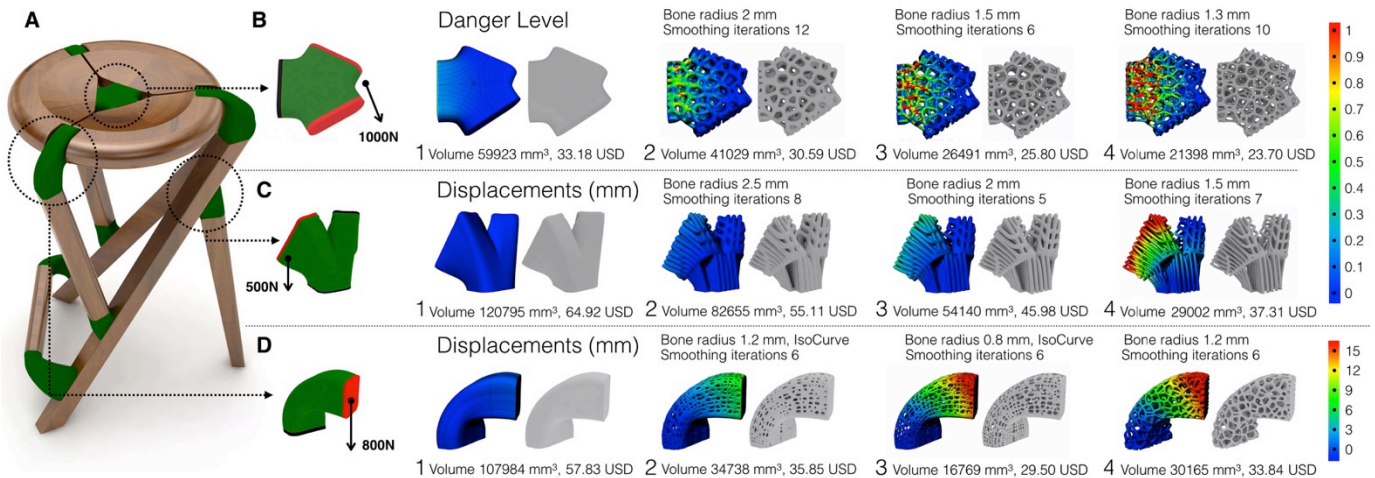 A
B
1000N
Danger Level
1 Volume 59923 mm³, 33.18 USD
Bone radius 2 mm
Smoothing iterations 12
2 Volume 41029 mm³, 30.59 USD
Bone radius 1.5 mm
Smoothing iterations 6
3 Volume 26491 mm³, 25.80 USD
Bone radius 1.3 mm
Smoothing iterations 10
4 Volume 21398 mm³, 23.70 USD
C
500N
Displacements (mm)
1 Volume 120795 mm³, 64.92 USD
Bone radius 2.5 mm
Smoothing iterations 8
2 Volume 82655 mm³, 55.11 USD
Bone radius 2 mm
Smoothing iterations 5
3 Volume 54140 mm³, 45.98 USD
Bone radius 1.5 mm
Smoothing iterations 7
4 Volume 29002 mm³, 37.31 USD
1
0.9
0.8
0.7
0.6
0.5
0.4
0.3
0.2
0.1
0
D
800N
Displacements (mm)
1 Volume 107984 mm³, 57.83 USD
Bone radius 1.2 mm, IsoCurve
Smoothing iterations 6
2 Volume 34738 mm³, 35.85 USD
Bone radius 0.8 mm, IsoCurve
Smoothing iterations 6
3 Volume 16769 mm³, 29.50 USD
Bone radius 1.2 mm
Smoothing iterations 6
4 Volume 30165 mm³, 33.84 USD
15
12
9
6
3
0